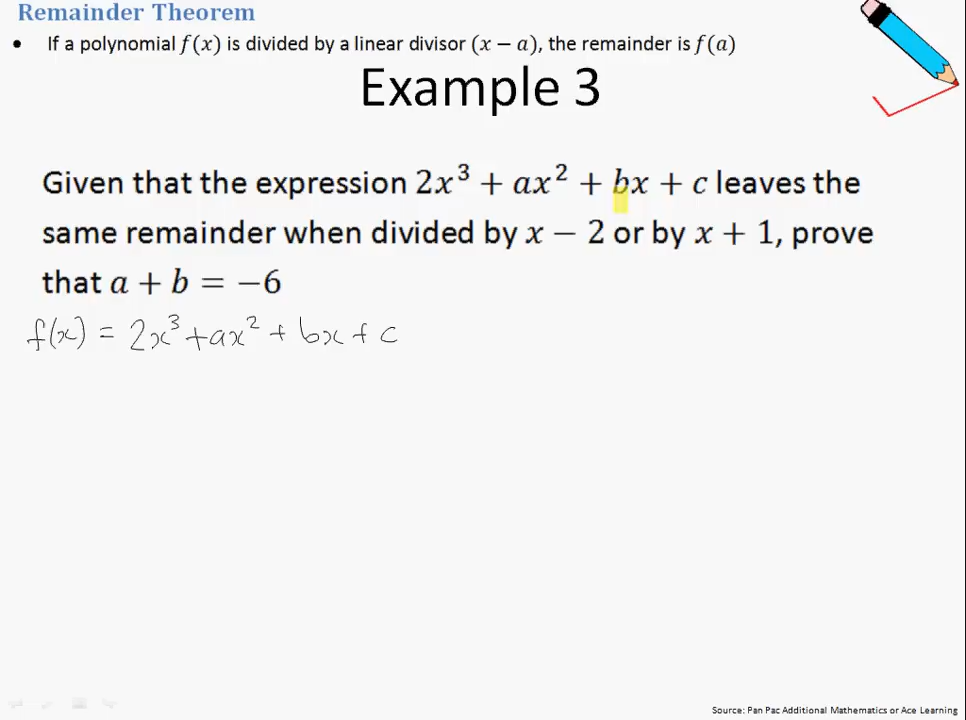 Remainder Theorem
• If a polynomial f(x) is divided by a linear divisor (x − a), the remainder is f(a)
Example 3
Given that the expression 2x³ + ax² + bx + c leaves the
same remainder when divided by x − 2 or by x + 1, prove
that a + b = −6
f(x) = 2x³ + ax² + bx + c
Source: Pan Pac Additional Mathematics or Ace Learning